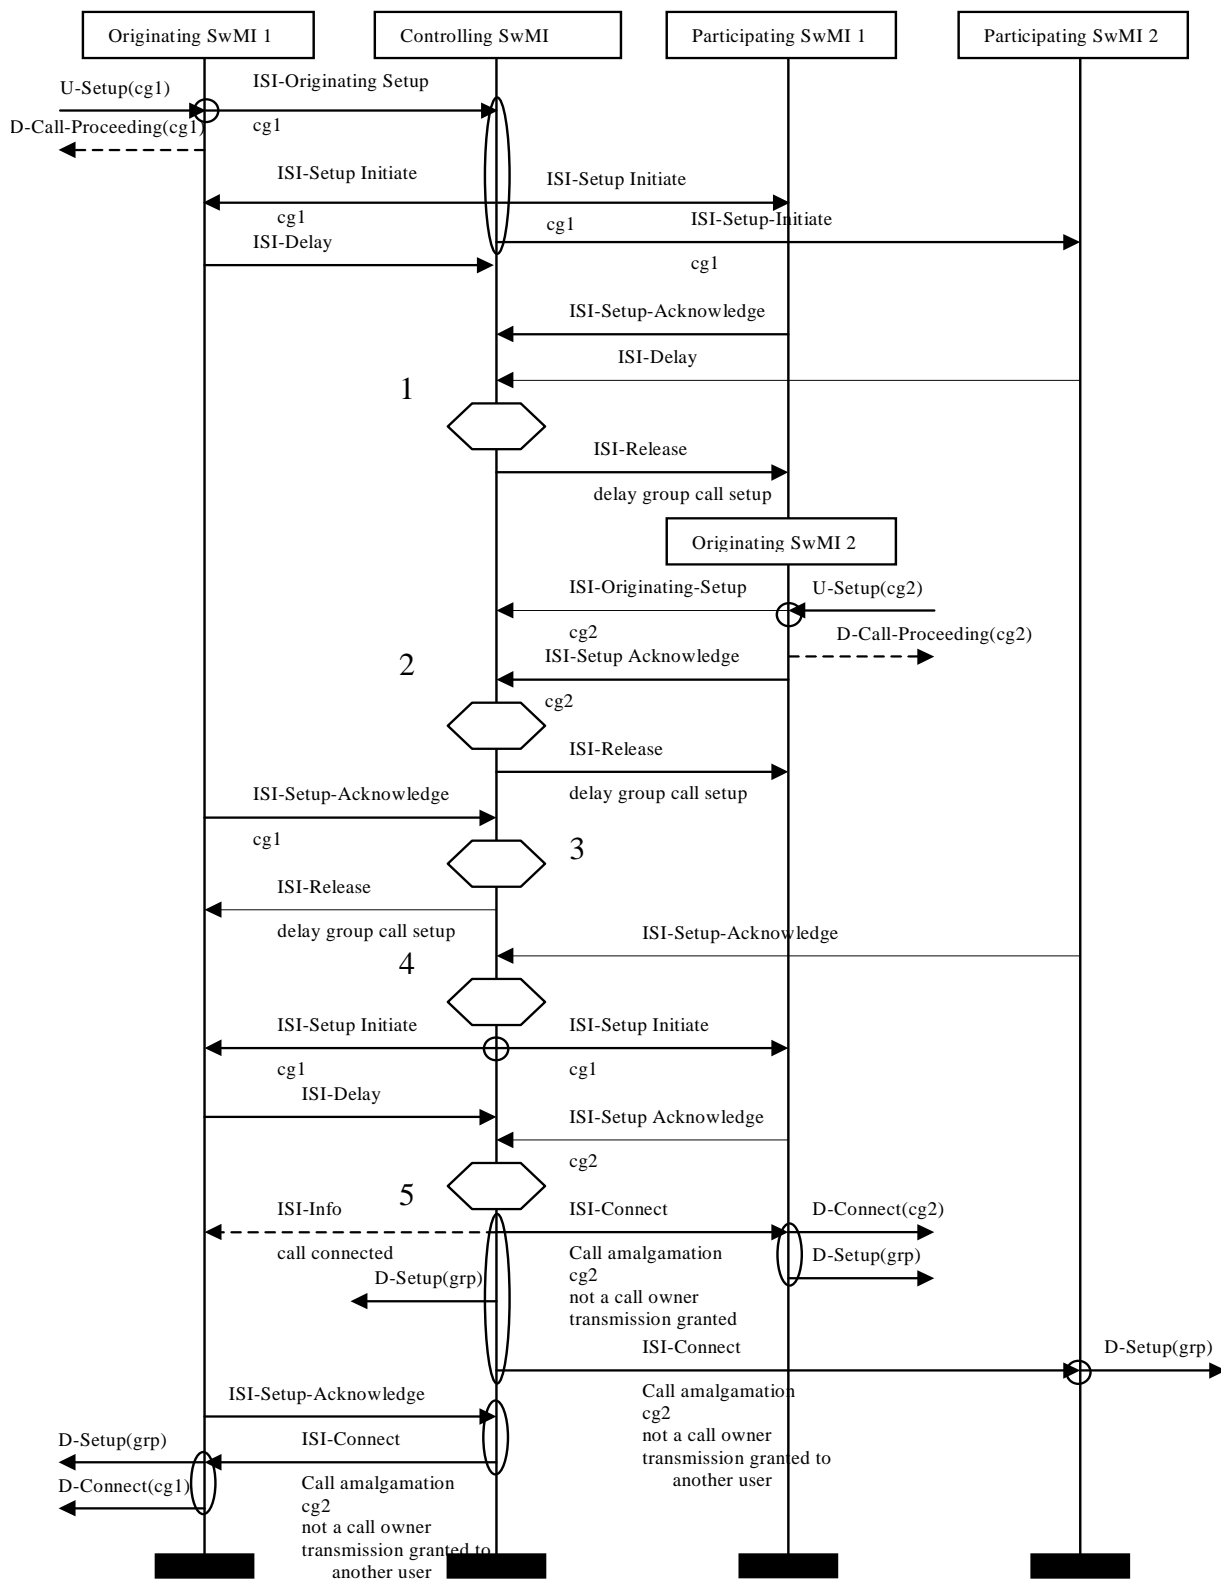 Originating SwMI 1
Controlling SwMI
Participating SwMI 1
Participating SwMI 2
U-Setup(cg1)
ISI-Originating Setup
cg1
D-Call-Proceeding(cg1)
ISI-Setup Initiate
ISI-Setup Initiate
cg1
cg1
ISI-Setup-Initiate
ISI-Delay
cg1
ISI-Setup-Acknowledge
ISI-Delay
1
ISI-Release
delay group call setup
Originating SwMI 2
ISI-Originating-Setup
U-Setup(cg2)
cg2
D-Call-Proceeding(cg2)
ISI-Setup Acknowledge
2
cg2
ISI-Release
delay group call setup
ISI-Setup-Acknowledge
cg1
3
ISI-Release
delay group call setup
ISI-Setup-Acknowledge
4
ISI-Setup Initiate
ISI-Setup Initiate
cg1
cg1
ISI-Delay
ISI-Setup Acknowledge
cg2
5
ISI-Info
ISI-Connect
D-Connect(cg2)
call connected
Call amalgamation
cg2
not a call owner
transmission granted
D-Setup(grp)
D-Setup(grp)
ISI-Connect
D-Setup(grp)
Call amalgamation
cg2
not a call owner
transmission granted to
another user
ISI-Setup-Acknowledge
ISI-Connect
D-Setup(grp)
D-Connect(cg1)
Call amalgamation
cg2
not a call owner
transmission granted to
another user